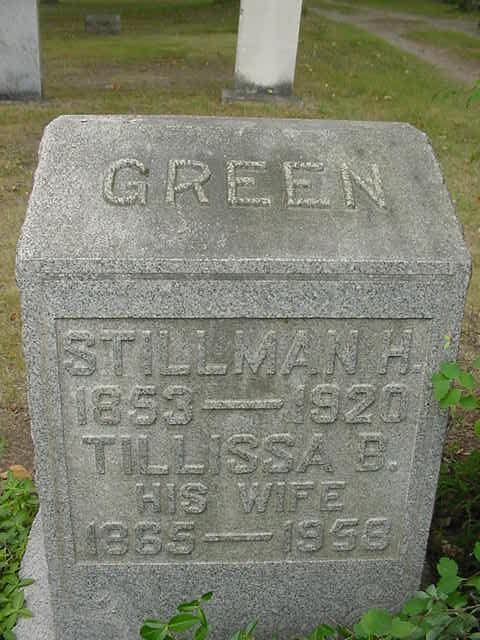 GREEN
STILLMAN H.
1853—1920
TILLISSA B.
HIS WIFE
1865—1958